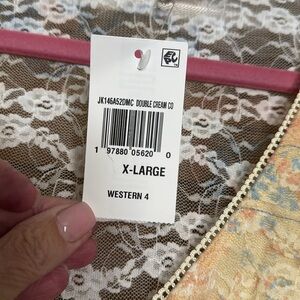 JK146A52DMC DOUBLE CREAM CO
1 97880 05620 0
X-LARGE
WESTERN 4